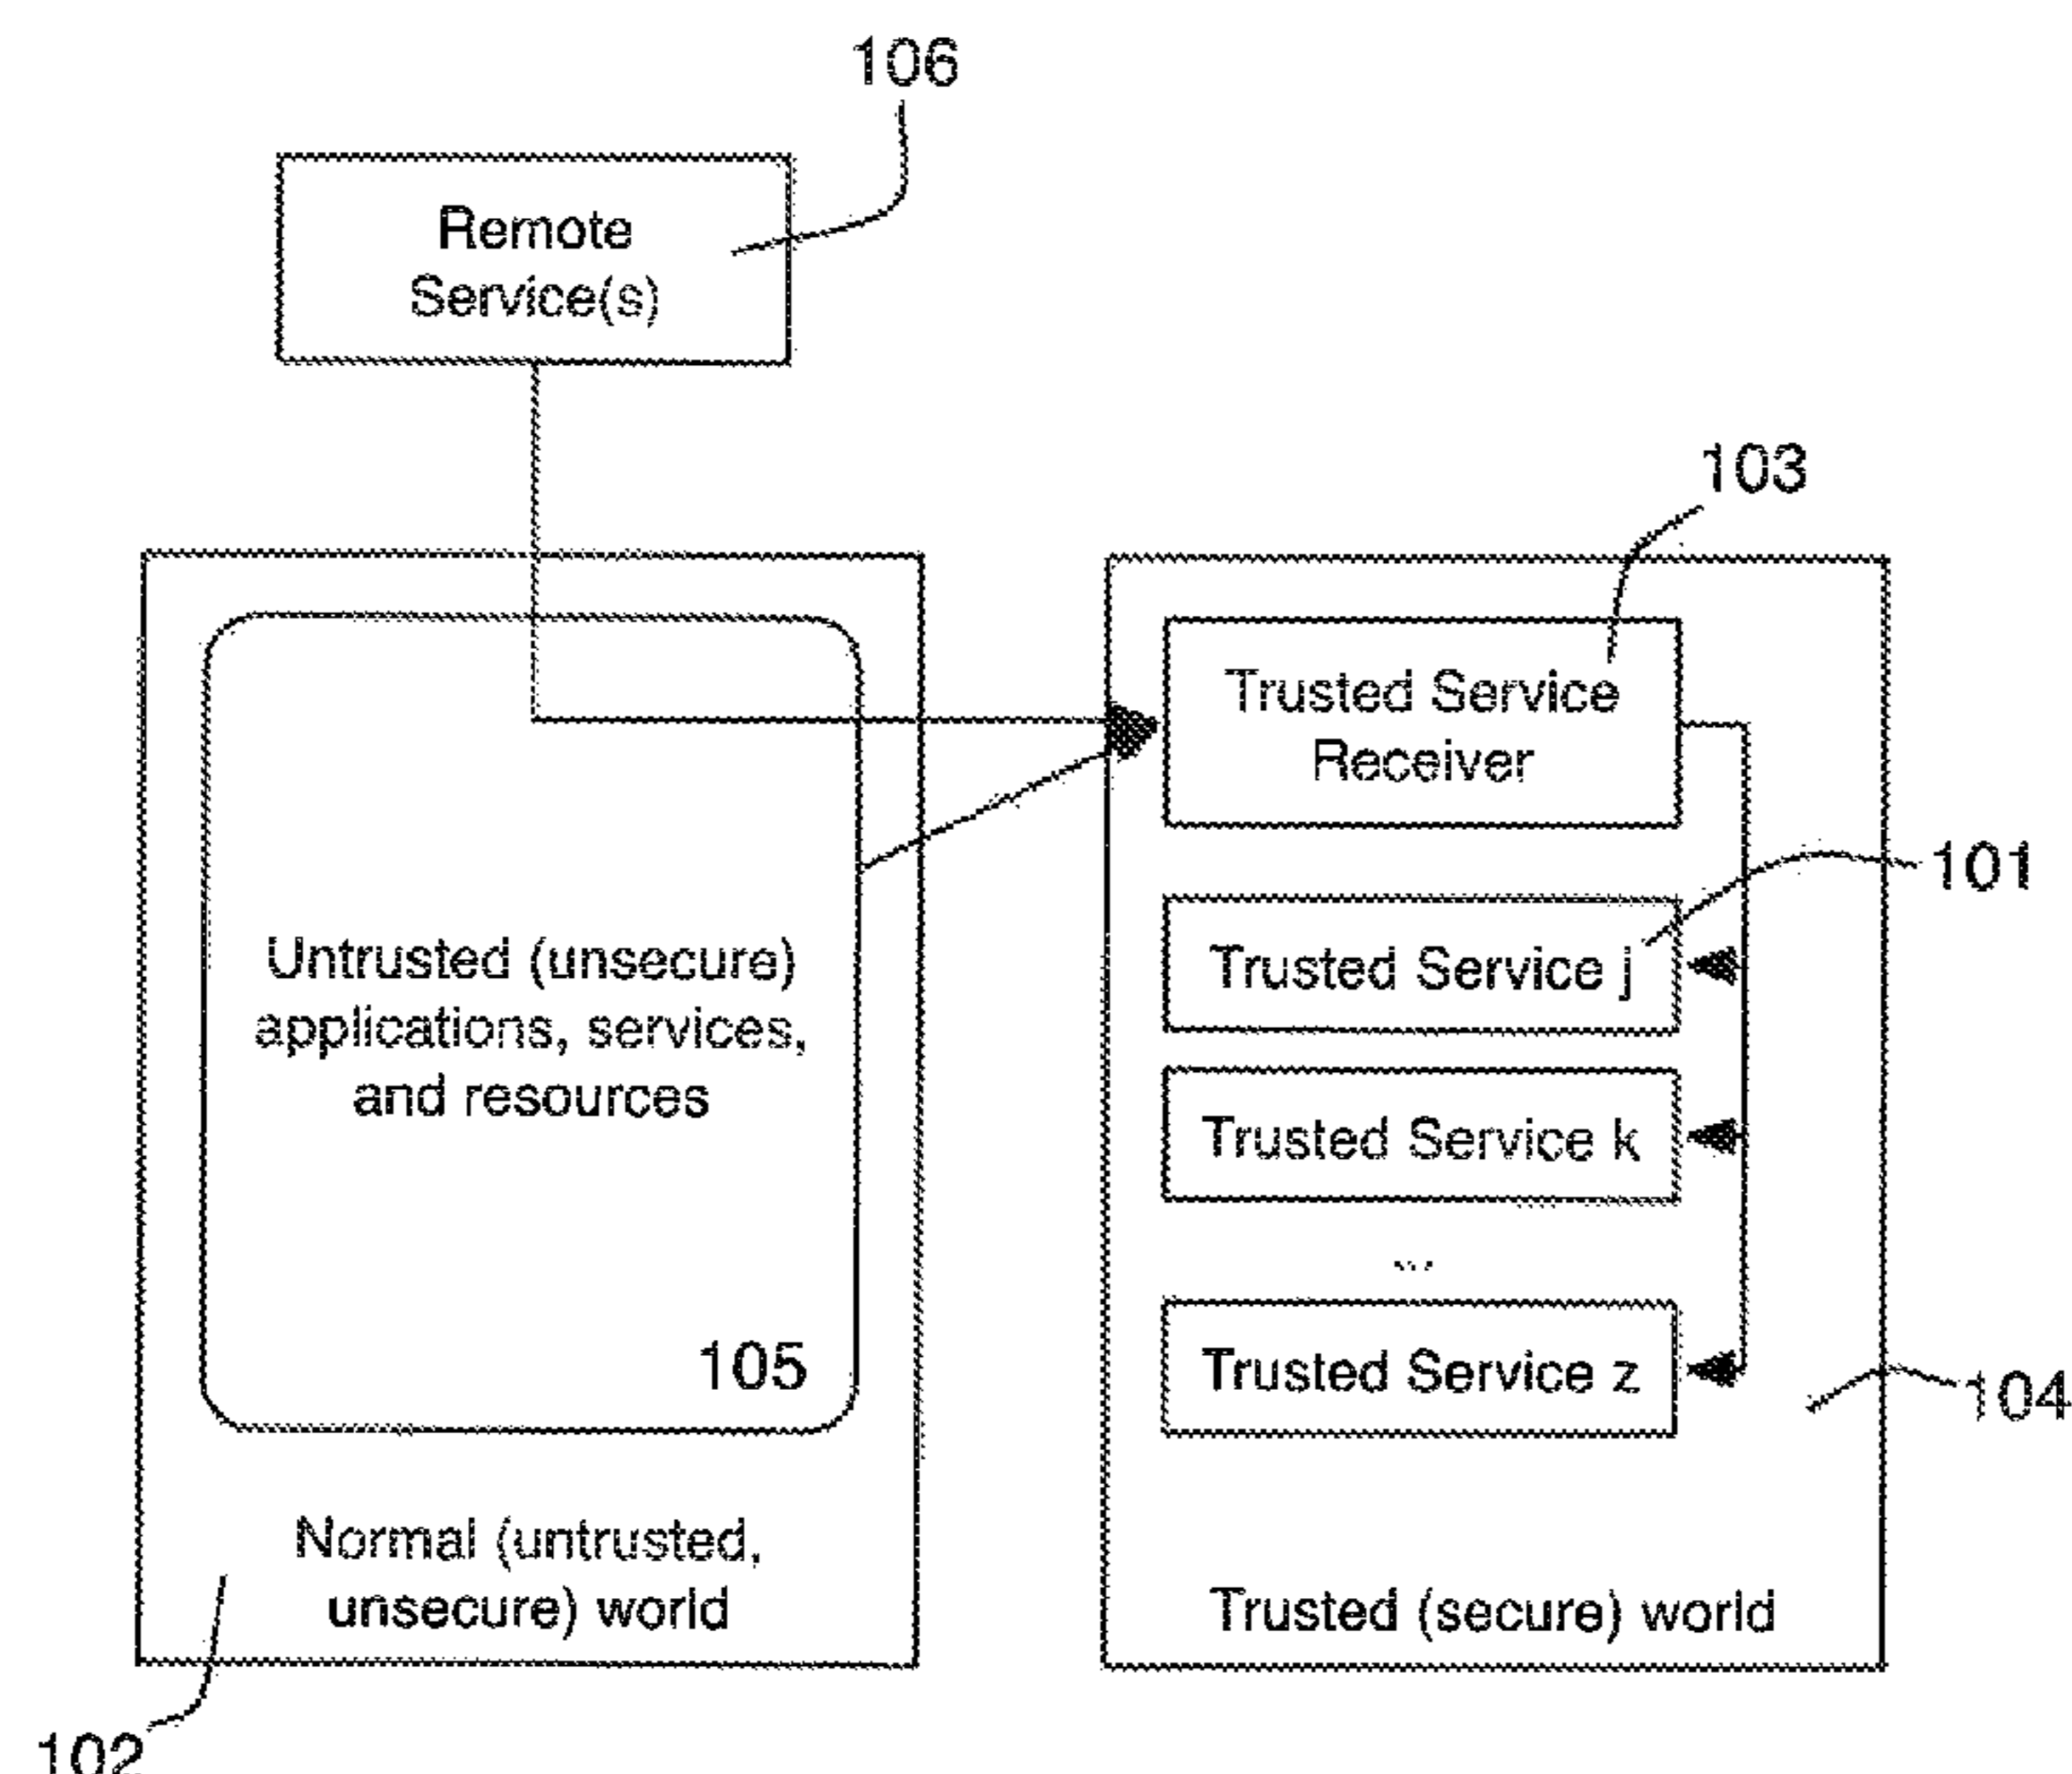 106
Remote
Service(s)
103
Trusted Service
Receiver
101
Trusted Service j
Untrusted (unsecure)
applications, services,
and resources
Trusted Service k
...
105
Trusted Service z
104
Normal (untrusted,
unsecure) world
Trusted (secure) world
102